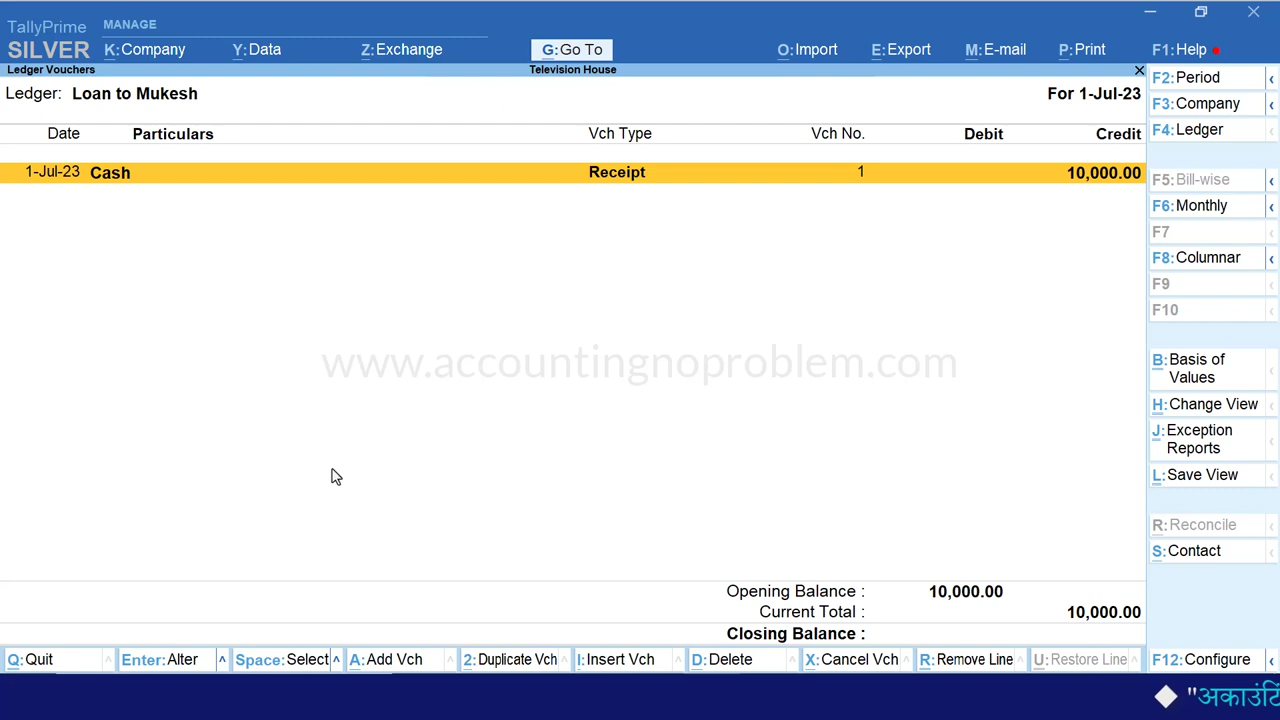 TallyPrime MANAGE
SILVER K:Company Y:Data Z:Exchange G:Go To O:Import E:Export M:E-mail P:Print F1:Help
Ledger Vouchers Television House
Ledger: Loan to Mukesh For 1-Jul-23
Date Particulars Vch Type Vch No. Debit Credit
1-Jul-23 Cash Receipt 1 10,000.00
www.accountingnoproblem.com
Opening Balance : 10,000.00
Current Total : 10,000.00
Closing Balance :
F2:Period
F3:Company
F4:Ledger
F5:Bill-wise
F6:Monthly
F7
F8:Columnar
F9
F10
B:Basis of
Values
H:Change View
J:Exception
Reports
L:Save View
R:Reconcile
S:Contact
Q:Quit Enter:Alter Space:Select A:Add Vch 2:Duplicate Vch I:Insert Vch D:Delete X:Cancel Vch R:Remove Line U:Restore Line F12:Configure